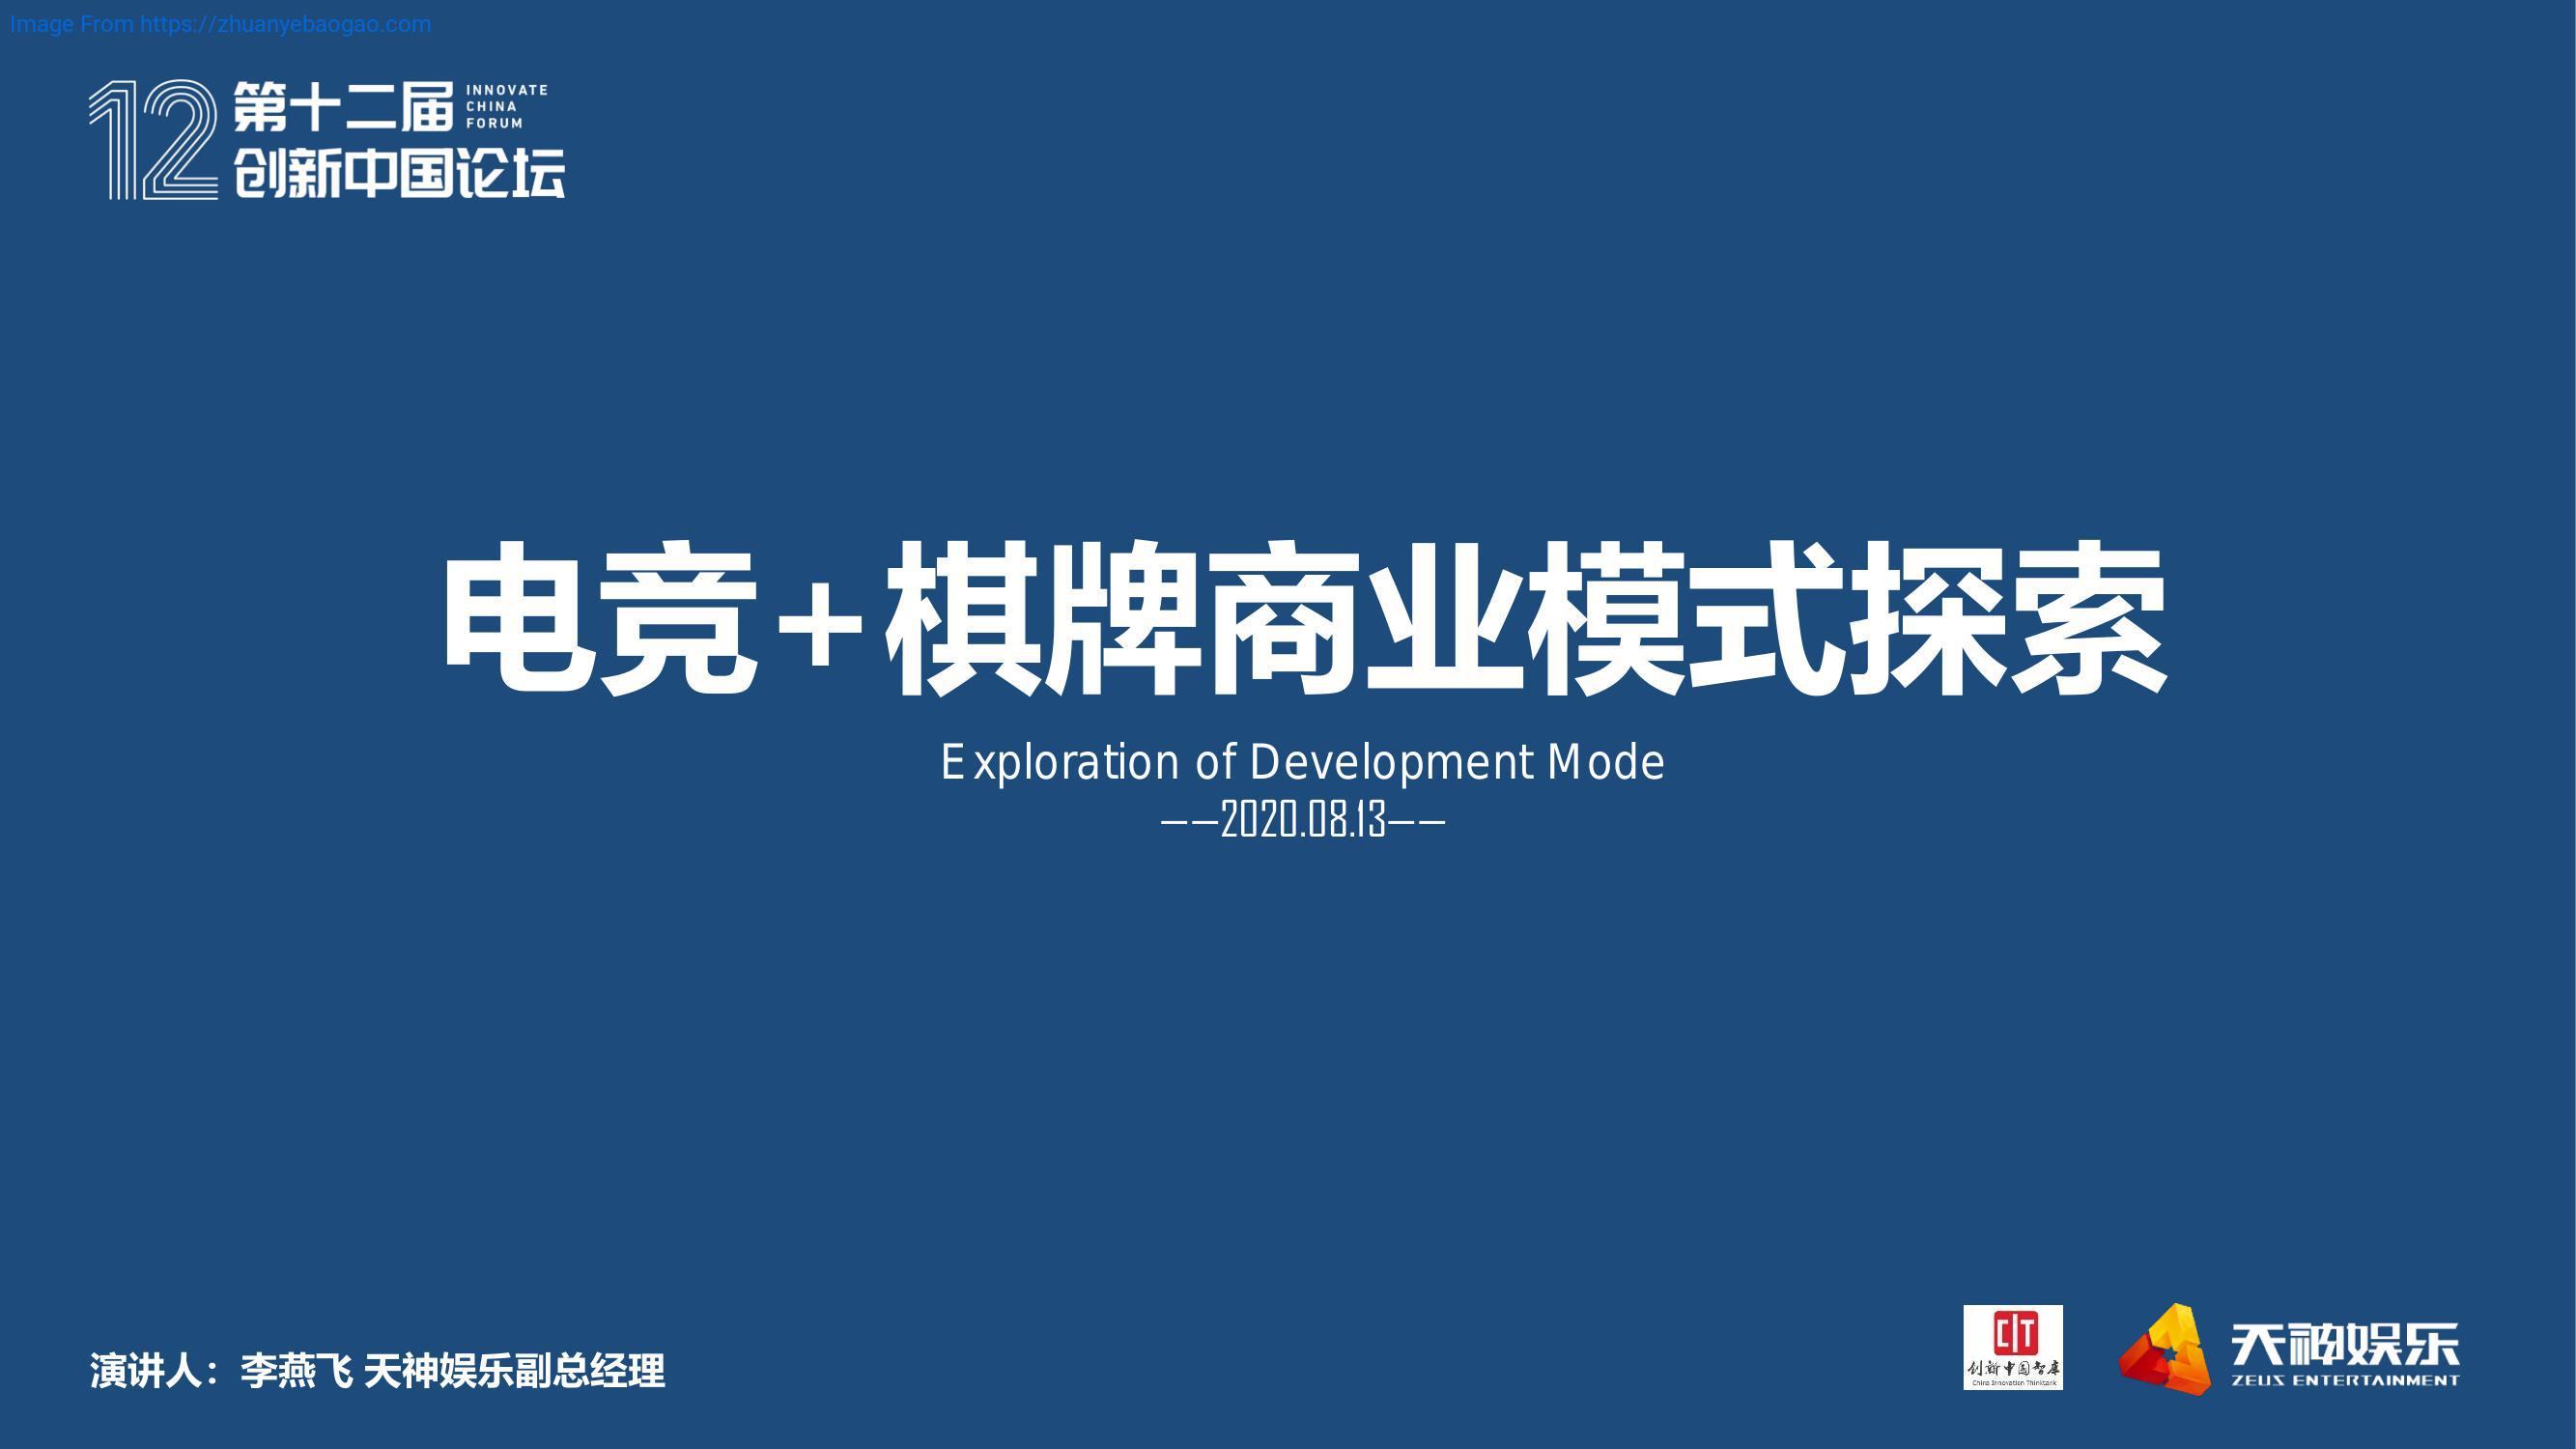 Image From https://zhuanyebaogao.com
12
第十二届
INNOVATE
CHINA
FORUM
创新中国论坛
电竞+棋牌商业模式探索
Exploration of Development Mode
——2020.08.13——
演讲人：李燕飞 天神娱乐副总经理
CIT
创新中国智库
China Innovation Thinktank
天神娱乐
ZEUS ENTERTAINMENT